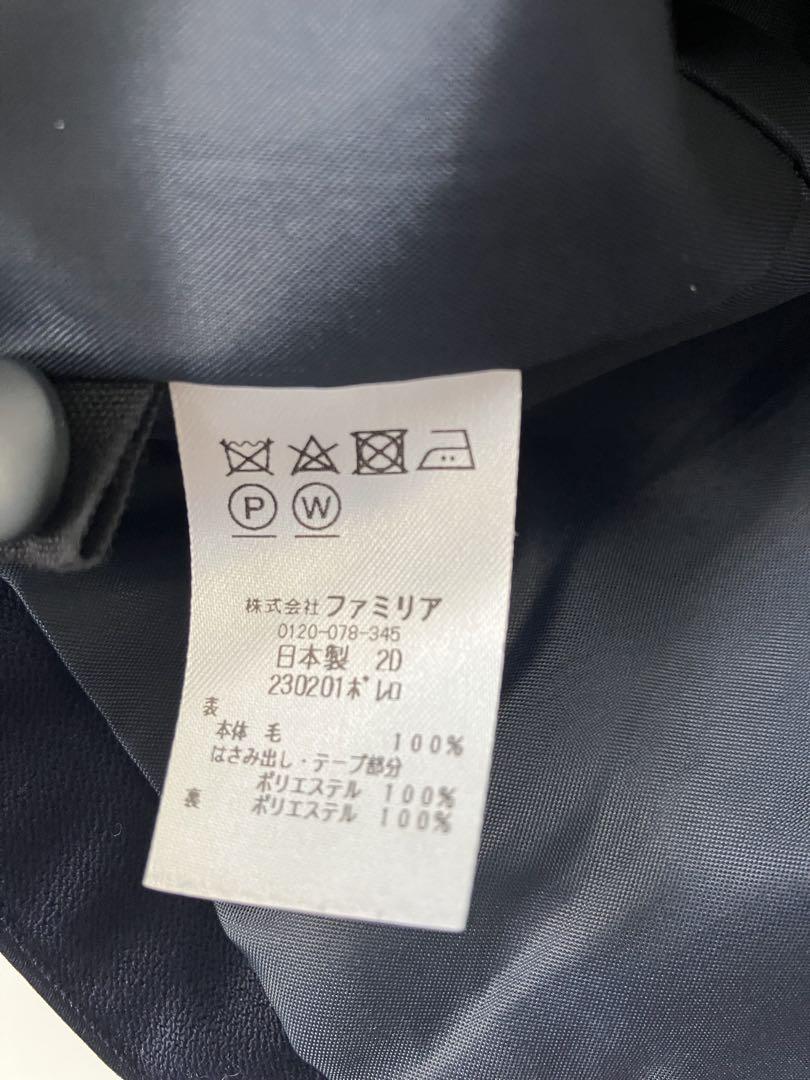 P W
株式会社 ファミリア
0120-078-345
日本製 2D
230201ﾎﾞﾚﾛ
表
本体 毛 100%
はさみ出し・テープ部分
ポリエステル 100%
裏 ポリエステル 100%